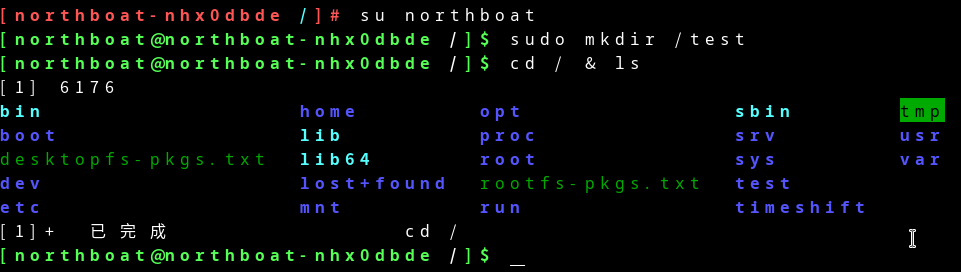 [northboat-nhx0dbde /]# su northboat
[northboat@northboat-nhx0dbde /]$ sudo mkdir /test
[northboat@northboat-nhx0dbde /]$ cd / & ls
[1] 6176
bin home opt sbin tmp
boot lib proc srv usr
desktopfs-pkgs.txt lib64 root sys var
dev lost+found rootfs-pkgs.txt test
etc mnt run timeshift
[1]+ 已完成 cd /
[northboat@northboat-nhx0dbde /]$ _